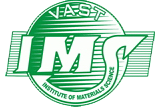 VAST
IMS
INSTITUTE OF MATERIALS SCIENCE